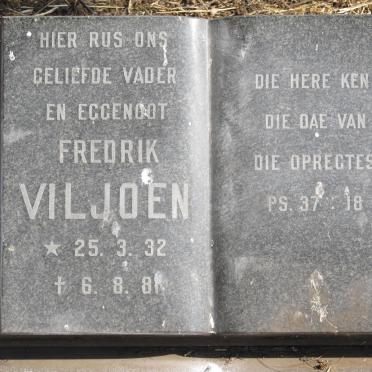 HIER RUS ONS
GELIEFDE VADER
EN EGGENOOT
FREDRIK
VILJOEN
★ 25. 3. 32
† 6. 8. 81
DIE HERE KEN
DIE DAE VAN
DIE OPREGTES
PS. 37 : 18